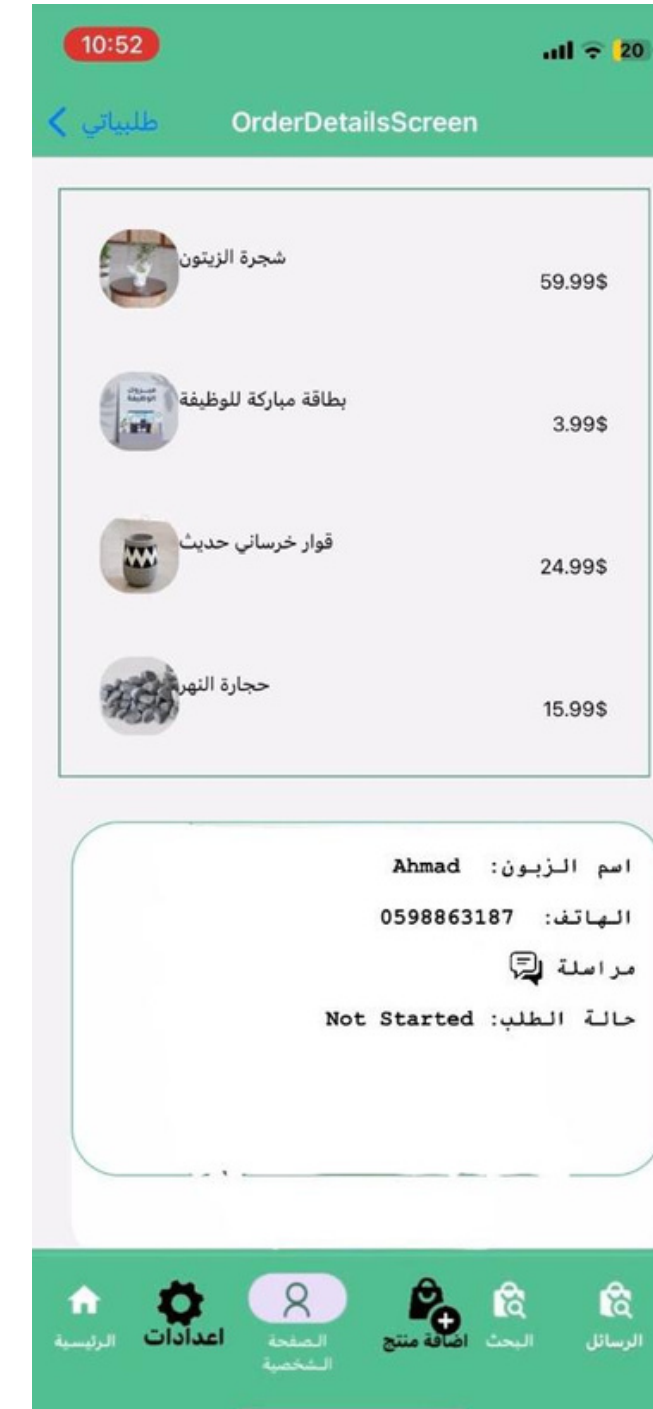 10:52
20
طلبياتي
OrderDetailsScreen
شجرة الزيتون
59.99$
مبروك الوظيفة
بطاقة مباركة للوظيفة
3.99$
قوار خرساني حديث
24.99$
حجارة النهر
15.99$
اسم الزبون: Ahmad
الهاتف: 0598863187
مراسلة
حالة الطلب: Not Started
الرئيسية
اعدادات
الصفحة الشخصية
اضافة منتج
البحث
الرسائل